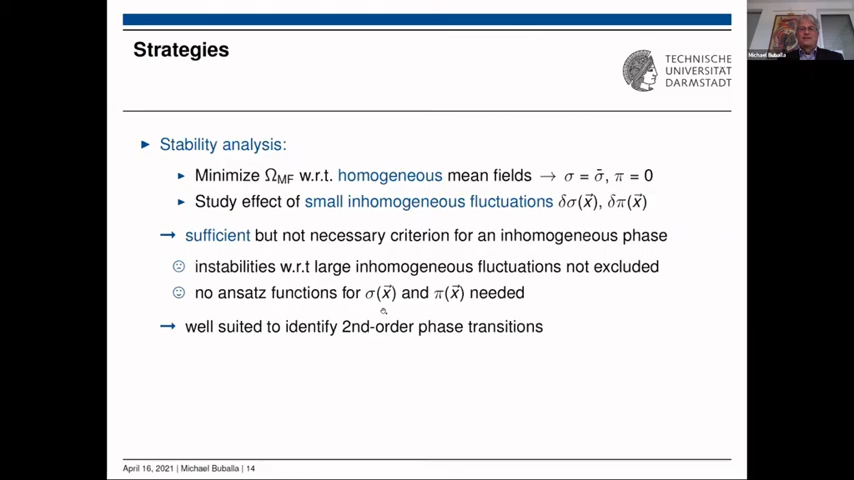 Strategies
TECHNISCHE
UNIVERSITÄT
DARMSTADT
Michael Buballa
► Stability analysis:
► Minimize Ω_MF w.r.t. homogeneous mean fields → σ = σ̄, π = 0
► Study effect of small inhomogeneous fluctuations δσ(x⃗), δπ(x⃗)
→ sufficient but not necessary criterion for an inhomogeneous phase
☹ instabilities w.r.t large inhomogeneous fluctuations not excluded
☺ no ansatz functions for σ(x⃗) and π(x⃗) needed
→ well suited to identify 2nd-order phase transitions
April 16, 2021 | Michael Buballa | 14